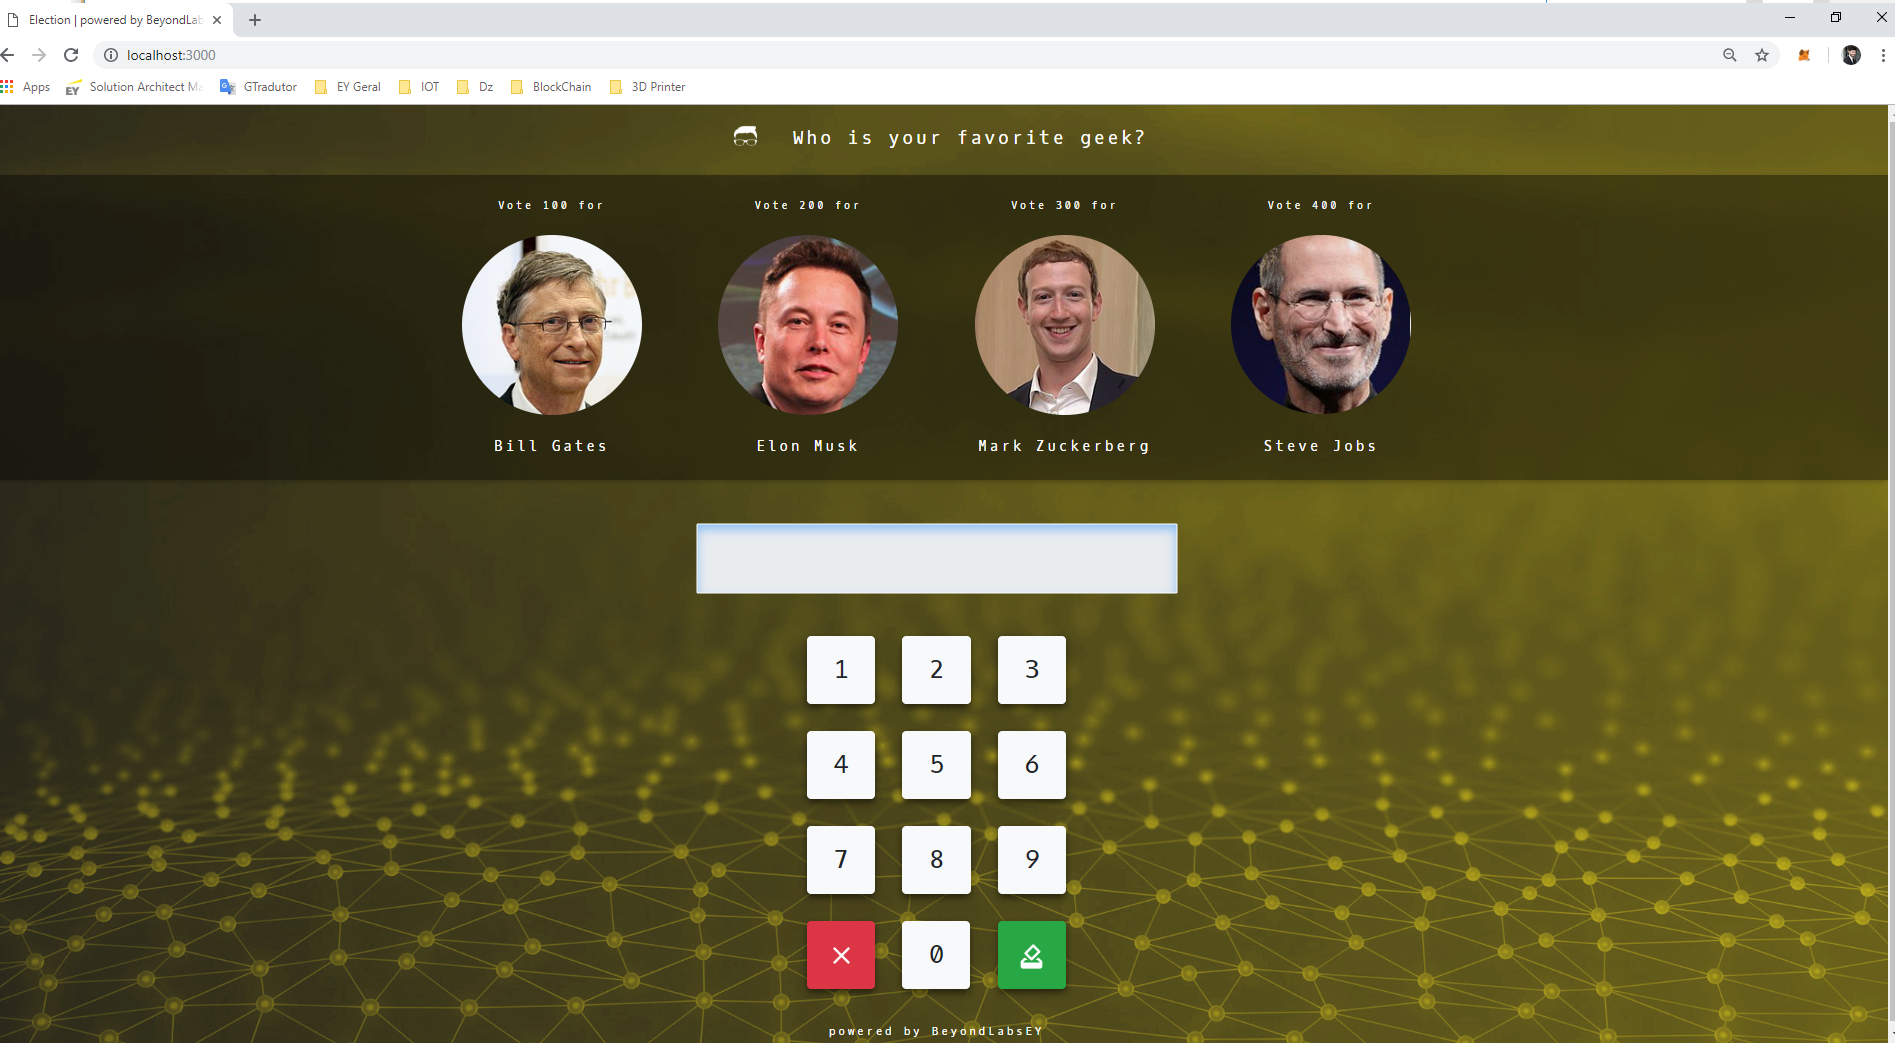 Election | powered by BeyondLab
localhost:3000
Apps
EY Solution Architect Ma
GTradutor
EY Geral
IOT
Dz
BlockChain
3D Printer
Who is your favorite geek?
Vote 100 for
Vote 200 for
Vote 300 for
Vote 400 for
Bill Gates
Elon Musk
Mark Zuckerberg
Steve Jobs
1 2 3
4 5 6
7 8 9
0
powered by BeyondLabsEY